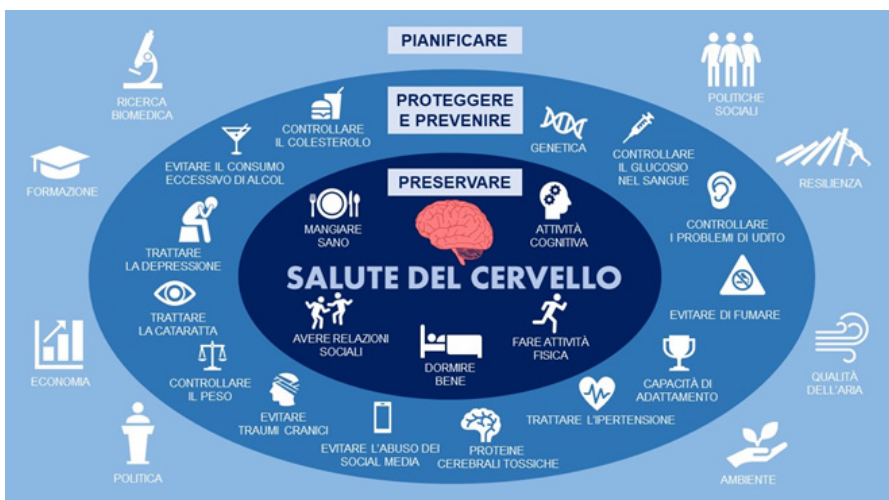 PIANIFICARE
RICERCA
BIOMEDICA
POLITICHE
SOCIALI
FORMAZIONE
RESILIENZA
ECONOMIA
QUALITÀ
DELL'ARIA
POLITICA
AMBIENTE
PROTEGGERE
E PREVENIRE
CONTROLLARE
IL COLESTEROLO
GENETICA
EVITARE IL CONSUMO
ECCESSIVO DI ALCOL
CONTROLLARE
IL GLUCOSIO
NEL SANGUE
TRATTARE
LA DEPRESSIONE
CONTROLLARE
I PROBLEMI DI UDITO
TRATTARE
LA CATARATTA
EVITARE DI FUMARE
CONTROLLARE
IL PESO
CAPACITÀ DI
ADATTAMENTO
EVITARE
TRAUMI CRANICI
TRATTARE L'IPERTENSIONE
EVITARE L'ABUSO DEI
SOCIAL MEDIA
PROTEINE
CEREBRALI TOSSICHE
PRESERVARE
MANGIARE
SANO
ATTIVITÀ
COGNITIVA
SALUTE DEL CERVELLO
AVERE RELAZIONI
SOCIALI
DORMIRE
BENE
FARE ATTIVITÀ
FISICA